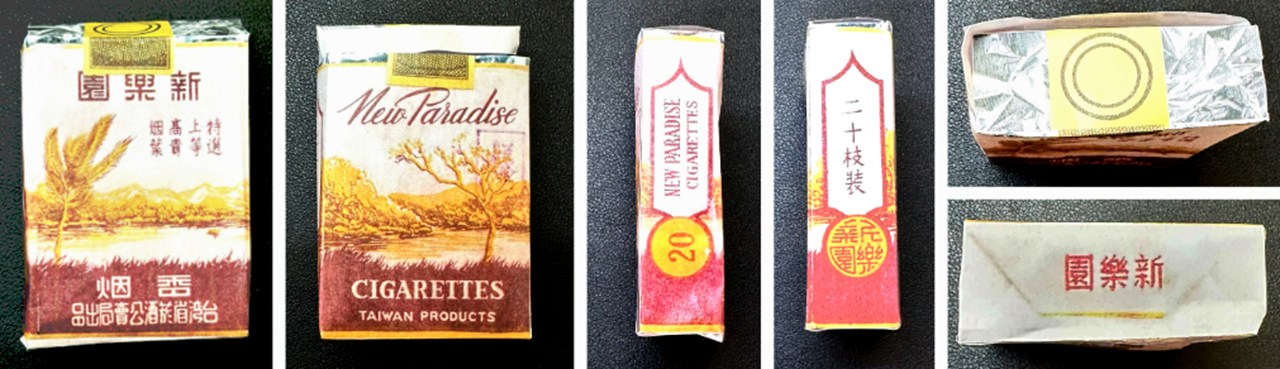 新樂園
特選
上等
高貴
烟葉
香烟
台灣省菸酒公賣局出品
New Paradise
CIGARETTES
TAIWAN PRODUCTS
NEW PARADISE
CIGARETTES
20
二十枝裝
新樂園
新樂園